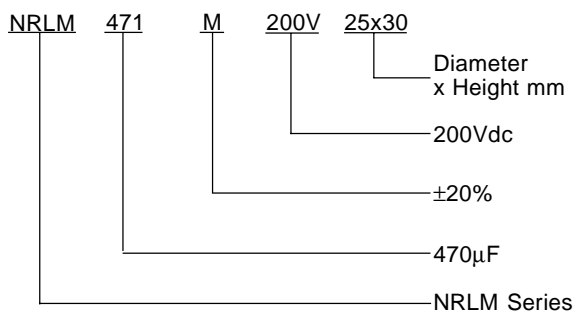 NRLM 471 M 200V 25x30
Diameter
x Height mm
200Vdc
±20%
470μF
NRLM Series